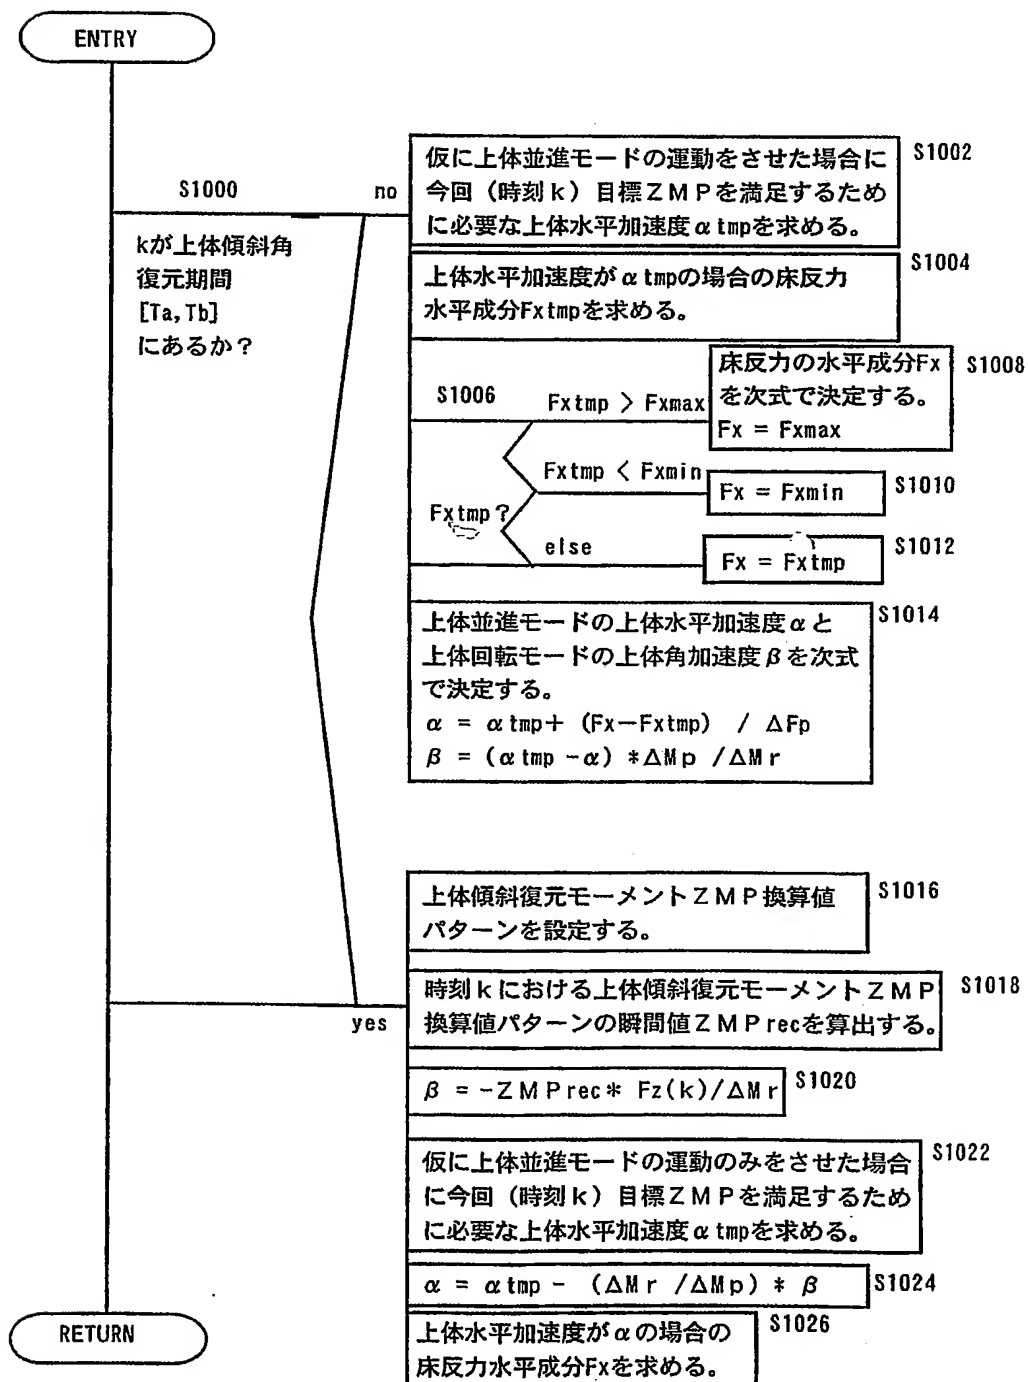 ENTRY
S1000
no
kが上体傾斜角
復元期間
[Ta,Tb]
にあるか？
仮に上体並進モードの運動をさせた場合に
今回（時刻k）目標ZMPを満足するため
に必要な上体水平加速度αtmpを求める。
S1002
上体水平加速度がαtmpの場合の床反力
水平成分Fxtmpを求める。
S1004
S1006
Fxtmp > Fxmax
床反力の水平成分Fx
を次式で決定する。
Fx = Fxmax
S1008
Fxtmp < Fxmin
Fx = Fxmin
S1010
Fxtmp?
else
Fx = Fxtmp
S1012
上体並進モードの上体水平加速度αと
上体回転モードの上体角加速度βを次式
で決定する。
α = αtmp+ (Fx-Fxtmp) / ΔFp
β = (αtmp -α) *ΔMp /ΔMr
S1014
上体傾斜復元モーメントZMP換算値
パターンを設定する。
S1016
yes
時刻kにおける上体傾斜復元モーメントZMP
換算値パターンの瞬間値ZMPrecを算出する。
S1018
β = -ZMPrec* Fz(k)/ΔMr
S1020
仮に上体並進モードの運動のみをさせた場合
に今回（時刻k）目標ZMPを満足するため
に必要な上体水平加速度αtmpを求める。
S1022
α = αtmp - (ΔMr /ΔMp) * β
S1024
上体水平加速度がαの場合の
床反力水平成分Fxを求める。
S1026
RETURN